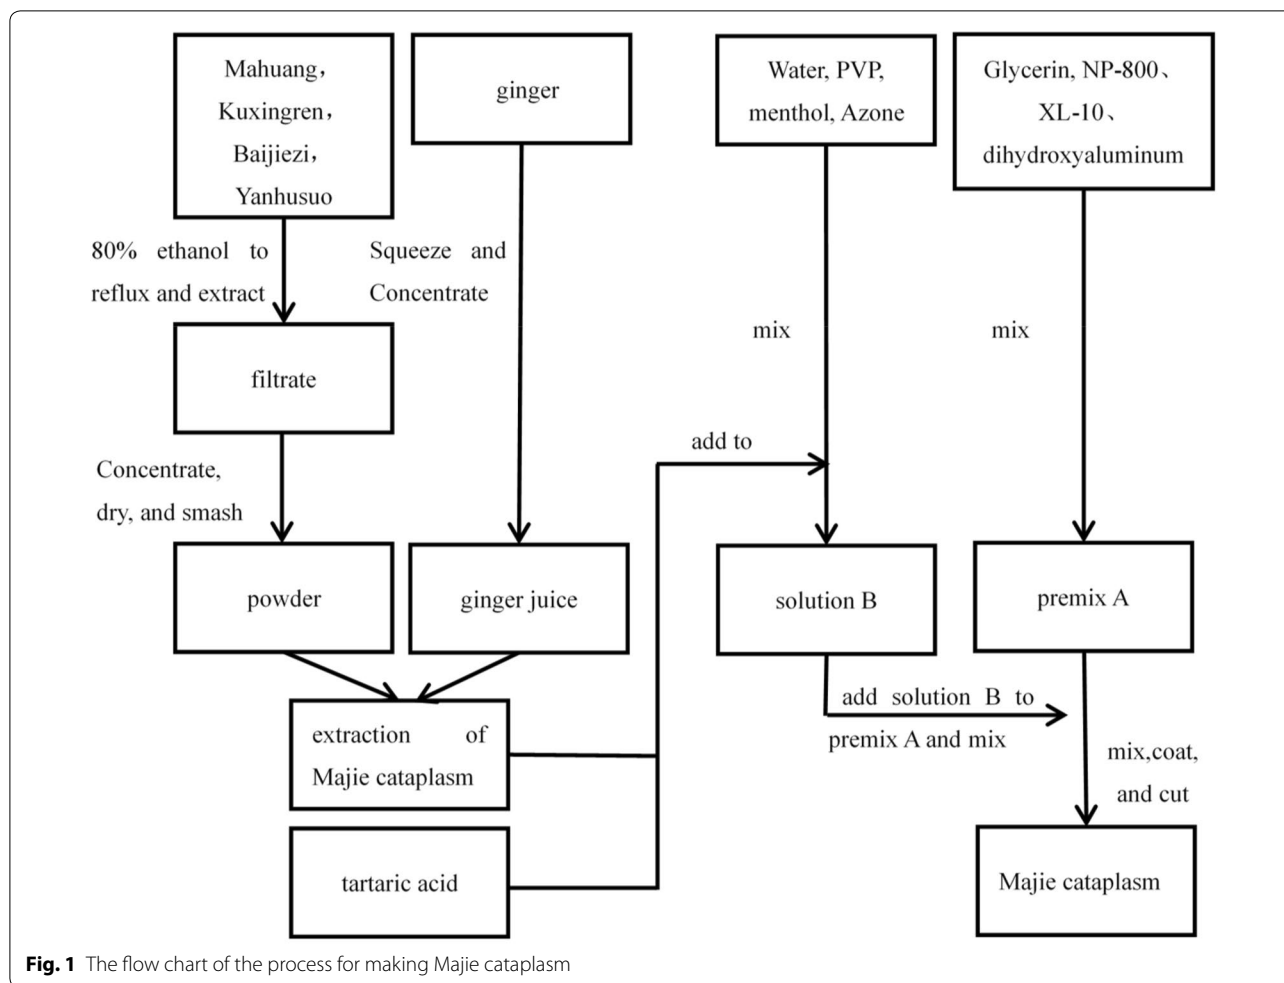 Mahuang，
Kuxingren，
Baijiezi，
Yanhusuo
ginger
Water, PVP,
menthol, Azone
Glycerin, NP-800、
XL-10、
dihydroxyaluminum
80% ethanol to
reflux and extract
Squeeze and
Concentrate
mix
mix
filtrate
add to
Concentrate,
dry, and smash
powder
ginger juice
solution B
premix A
extraction of
Majie cataplasm
add solution B to
premix A and mix
mix,coat,
and cut
tartaric acid
Majie cataplasm
Fig. 1 The flow chart of the process for making Majie cataplasm